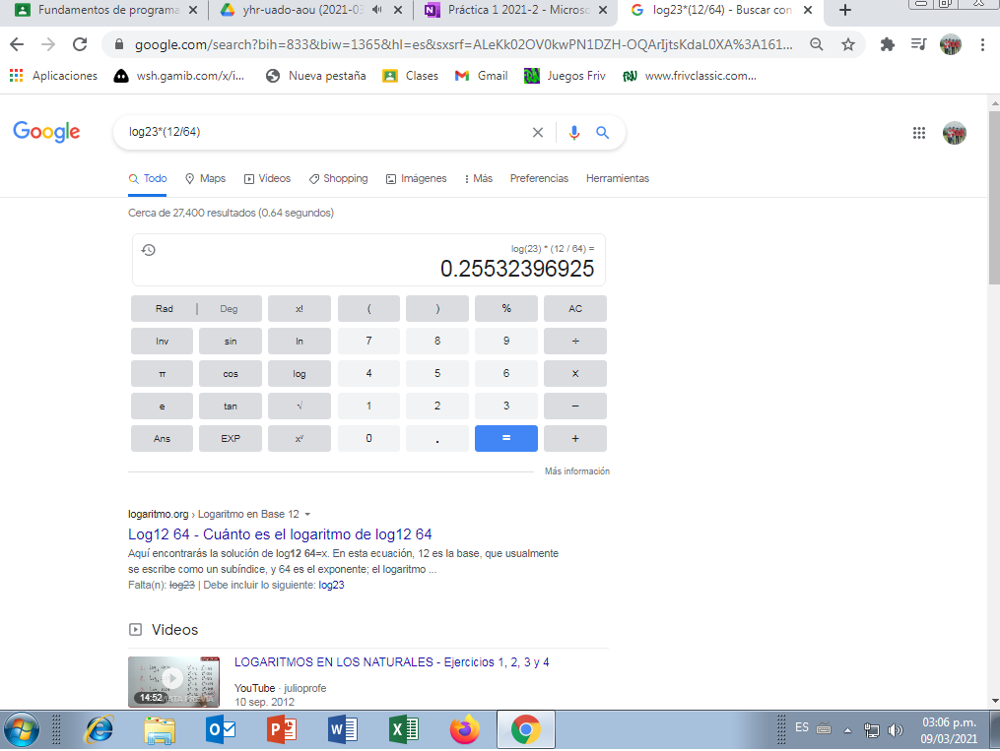 Fundamentos de programa
yhr-uado-aou (2021-03
Práctica 1 2021-2 - Microso
log23*(12/64) - Buscar con
google.com/search?bih=833&biw=1365&hl=es&sxsrf=ALeKk02OV0kwPN1DZH-OQArIjtsKdaL0XA%3A161...
Aplicaciones
wsh.gamib.com/x/i...
Nueva pestaña
Clases
Gmail
Juegos Friv
www.frivclassic.com...
Google
log23*(12/64)
Todo
Maps
Videos
Shopping
Imágenes
Más
Preferencias
Herramientas
Cerca de 27,400 resultados (0.64 segundos)
log(23) * (12 / 64) =
0.25532396925
Rad | Deg x! ( ) % AC
Inv sin ln 7 8 9 ÷
π cos log 4 5 6 X
e tan √ 1 2 3 −
Ans EXP xʸ 0 . = +
Más información
logaritmo.org › Logaritmo en Base 12
Log12 64 - Cuánto es el logaritmo de log12 64
Aquí encontrarás la solución de log12 64=x. En esta ecuación, 12 es la base, que usualmente
se escribe como un subíndice, y 64 es el exponente; el logaritmo ...
Falta(n): log23 | Debe incluir lo siguiente: log23
Videos
LOGARITMOS EN LOS NATURALES - Ejercicios 1, 2, 3 y 4
14:52
YouTube · julioprofe
10 sep. 2012
ES
03:06 p.m.
09/03/2021